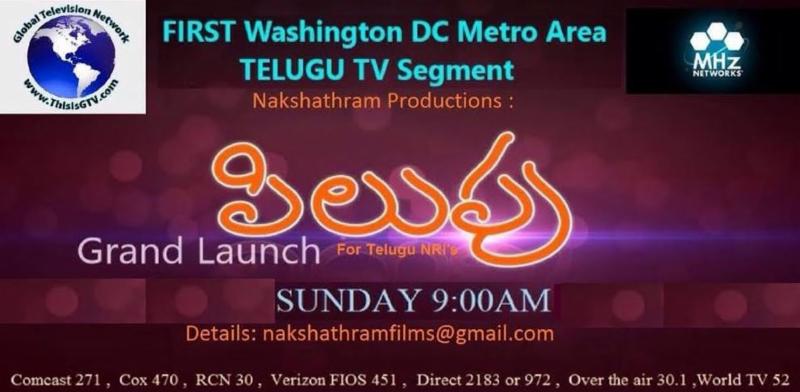 Global Television Network
www.ThisIsGTV.com
FIRST Washington DC Metro Area
TELUGU TV Segment
MHz
NETWORKS
Nakshathram Productions :
పిలుపు
Grand Launch
For Telugu NRI's
SUNDAY 9:00AM
Details: nakshathramfilms@gmail.com
Comcast 271 , Cox 470 , RCN 30 , Verizon FIOS 451 , Direct 2183 or 972 , Over the air 30.1 ,World TV 52